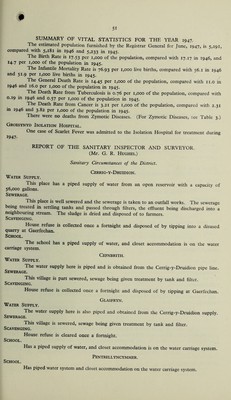 51
SUMMARY OF VITAL STATISTICS FOR THE YEAR 1947.
The estimated population furnished by the Register General for June, 1947, is 5,192,
compared with 5,182 in 1946 and 5,233 in 1945.
The Birth Rate is 17.33 per 1,000 of the population, compared with 17.17 in 1946, and
14.7 per 1,000 of the population in 1945.
The Infantile Mortality Rate is 76.93 per 1,000 live births, compared with 56.2 in 1946
and 51.9 per 1,000 live births in 1945.
The General Death Rate is 14.45 per 1,000 of the population, compared with 11.0 in
1946 and 16.0 per 1,000 of the population in 1945.
The Death Rate from Tuberculosis is 0.76 per 1,000 of the population, compared with
0.19 in 1946 and 0.57 per 1,000 of the population in 1945.
The Death Rate from Cancer is 3.21 per 1,000 of the population, compared with 2.31
in 1946 and 3.62 per 1,000 of the population in 1945.
There were no deaths from Zymotic Diseases. (For Zymotic Diseases, see Table 3.)
One case of Scarlet Fever was admitted to the Isolation Hospital for treatment during
1947.
REPORT OF THE SANITARY INSPECTOR AND SURVEYOR.
(Mr. G. R. Hughes.)
Sanitary Circumstances of the District.
Cerrig-y-Drudion.
Water Supply.
This place has a piped supply of water from an open reservoir with a capacity of
36,000 gallons.
Sewerage.
This place is well sewered and the sewerage is taken to an outfall works. The sewerage
being treated in settling tanks and passed through filters, the effluent being discharged into a
neighbouring stream. The sludge is dried and disposed of to farmers.
Scavenging.
House refuse is collected once a fortnight and disposed of by tipping into a disused
quarry at Gaerfechan.
School.
The school has a piped supply of water, and closet accommodation is on the water
carriage system.
Cefnbrith.
Water Supply.
The water supply here is piped and is obtained from the Cerrig-y-Drudion pipe line.
Sewerage.
This village is part sewered, sewage being given treatment by tank and filter.
Scavenging.
House refuse is collected once a fortnight and disposed of by tipping at Gaerfechan.
Glasfryn.
Water Supply.
The water supply here is also piped and obtained from the Cerrig-y-Drudion supply.
Sewerage.
This village is sewered, sewage being given treatment by tank and filter.
Scavenging.
House refuse is cleared once a fortnight.
School.
Has a piped supply of water, and closet accommodation is on the water carriage system.
School.
Has piped water system and closet accommodation on the water carriage system.